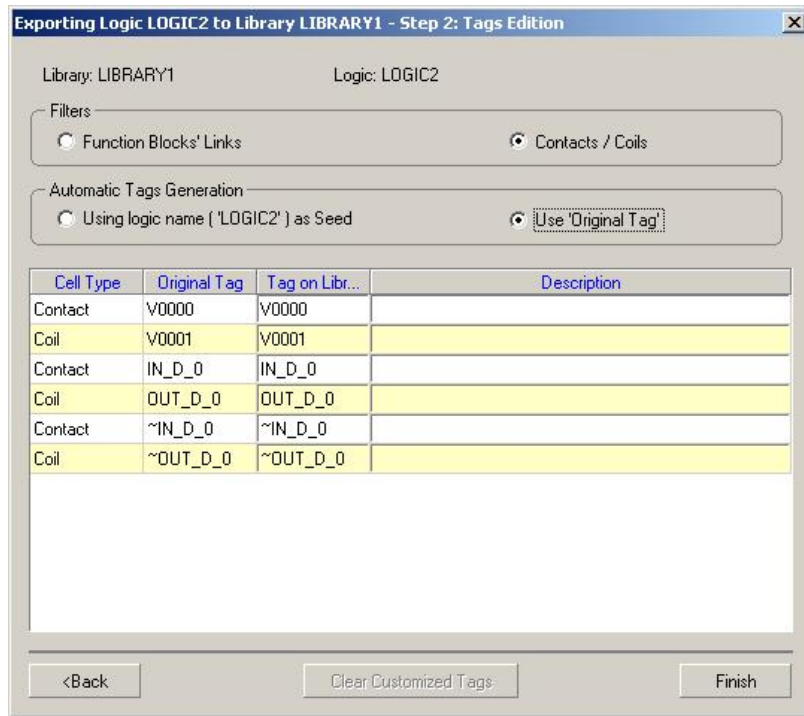 Exporting Logic LOGIC2 to Library LIBRARY1 - Step 2: Tags Edition
Library: LIBRARY1 Logic: LOGIC2
Filters
Function Blocks' Links Contacts / Coils
Automatic Tags Generation
Using logic name ( 'LOGIC2' ) as Seed Use 'Original Tag'
Cell Type Original Tag Tag on Libr... Description
Contact V0000 V0000
Coil V0001 V0001
Contact IN_D_0 IN_D_0
Coil OUT_D_0 OUT_D_0
Contact ~IN_D_0 ~IN_D_0
Coil ~OUT_D_0 ~OUT_D_0
<Back Clear Customized Tags Finish